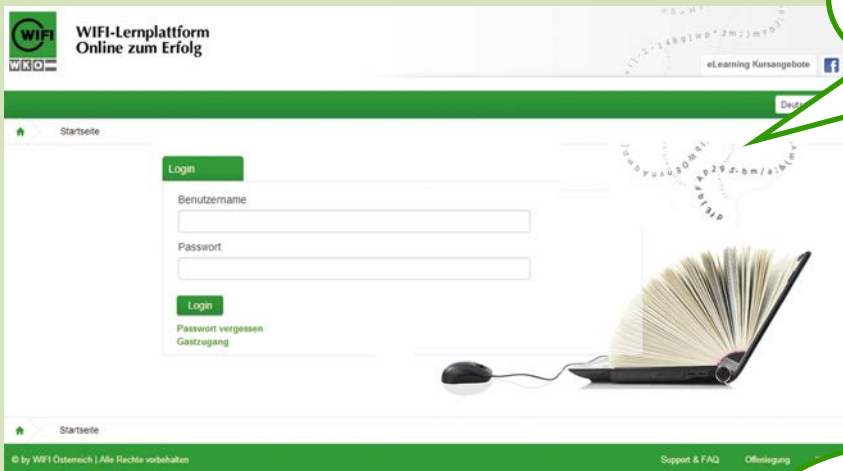 WIFI
WKO
WIFI-Lernplattform
Online zum Erfolg
eLearning Kursangebote
f
Startseite
Login
Benutzername
Passwort
Login
Passwort vergessen
Gastzugang
Startseite
© by WIFI Österreich | Alle Rechte vorbehalten
Support & FAQ
Offenlegung